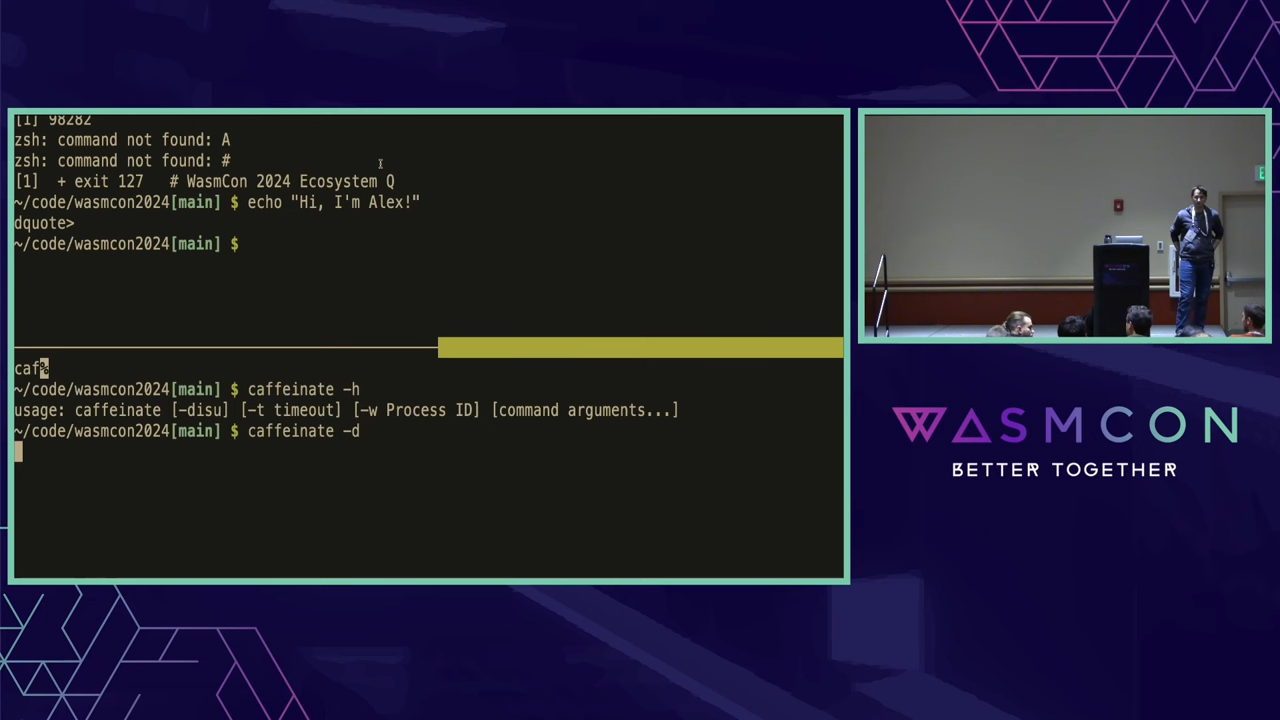 [1] 98282
zsh: command not found: A
zsh: command not found: #
[1]  + exit 127   # WasmCon 2024 Ecosystem Q
~/code/wasmcon2024[main] $ echo "Hi, I'm Alex!"
dquote>
~/code/wasmcon2024[main] $
caf%
~/code/wasmcon2024[main] $ caffeinate -h
usage: caffeinate [-disu] [-t timeout] [-w Process ID] [command arguments...]
~/code/wasmcon2024[main] $ caffeinate -d
WASMCON
BETTER TOGETHER